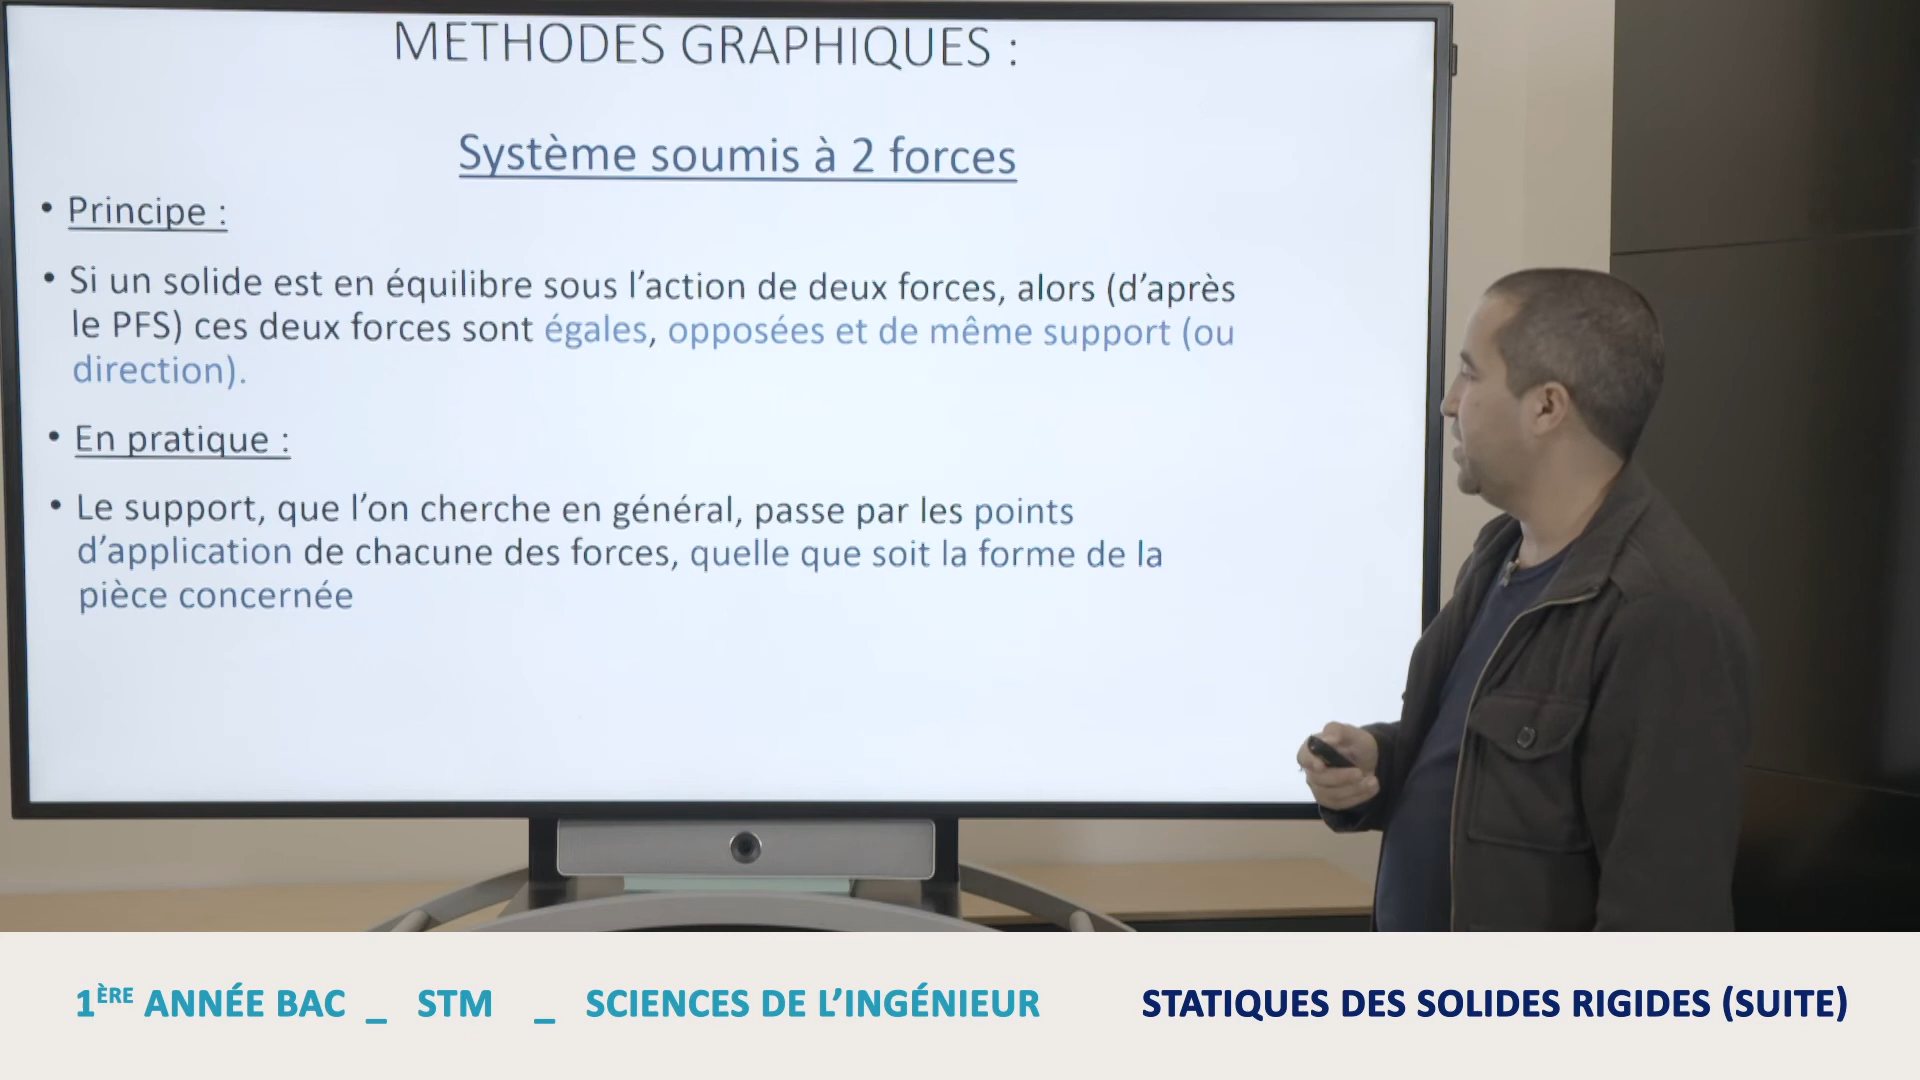 METHODES GRAPHIQUES :
Système soumis à 2 forces
• Principe :
• Si un solide est en équilibre sous l’action de deux forces, alors (d’après
le PFS) ces deux forces sont égales, opposées et de même support (ou
direction).
• En pratique :
• Le support, que l’on cherche en général, passe par les points
d’application de chacune des forces, quelle que soit la forme de la
pièce concernée
1ÈRE ANNÉE BAC _ STM _ SCIENCES DE L’INGÉNIEUR STATIQUES DES SOLIDES RIGIDES (SUITE)